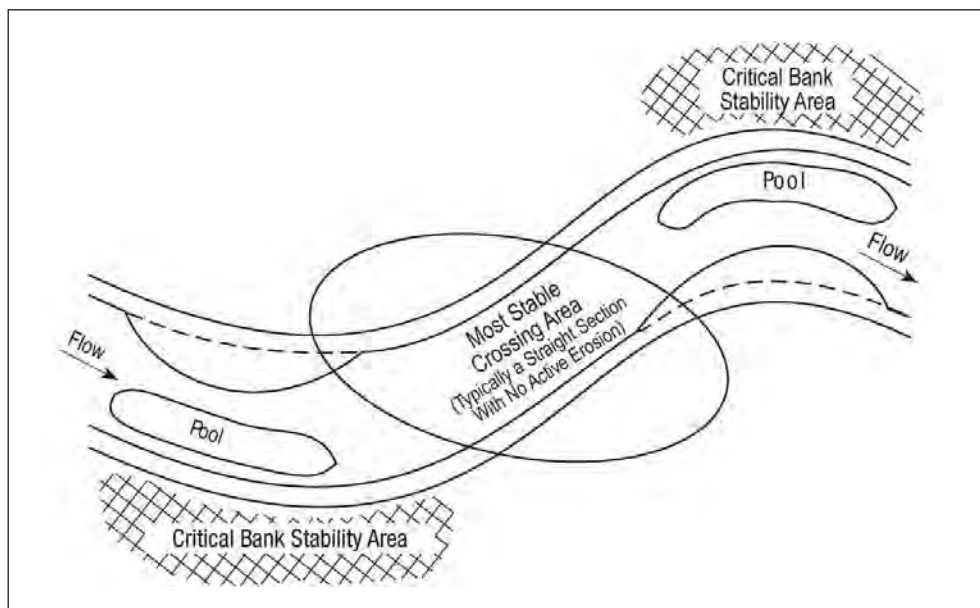 Critical Bank
Stability Area
Pool
Flow
Most Stable
Crossing Area
(Typically a Straight Section
With No Active Erosion)
Flow
Pool
Critical Bank Stability Area